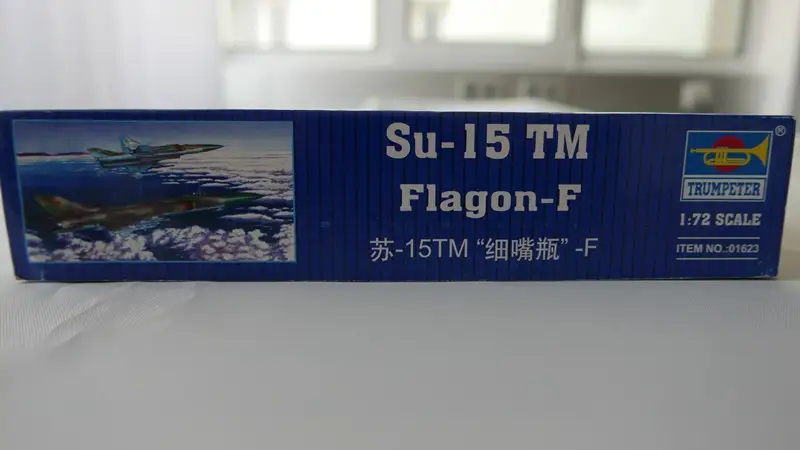 Su-15 TM
Flagon-F
苏-15TM “细嘴瓶” -F
®
TRUMPETER
1:72 SCALE
ITEM NO.:01623